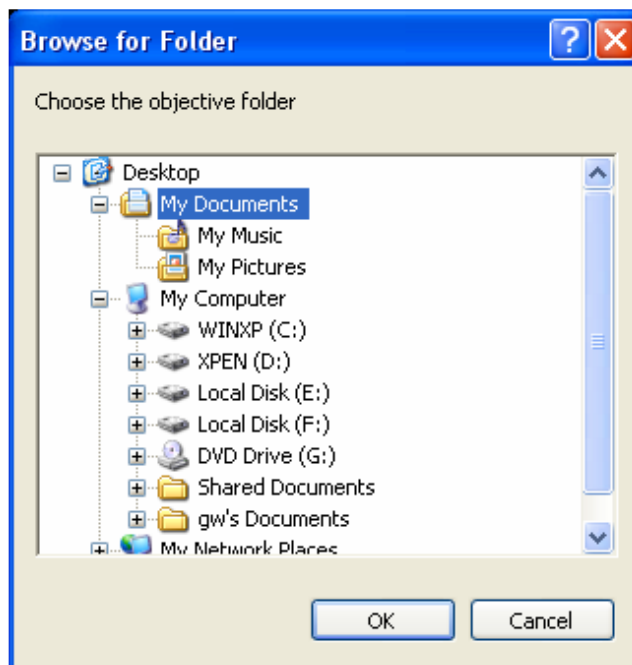 Browse for Folder
Choose the objective folder
Desktop
My Documents
My Music
My Pictures
My Computer
WINXP (C:)
XPEN (D:)
Local Disk (E:)
Local Disk (F:)
DVD Drive (G:)
Shared Documents
gw's Documents
My Network Places
OK
Cancel